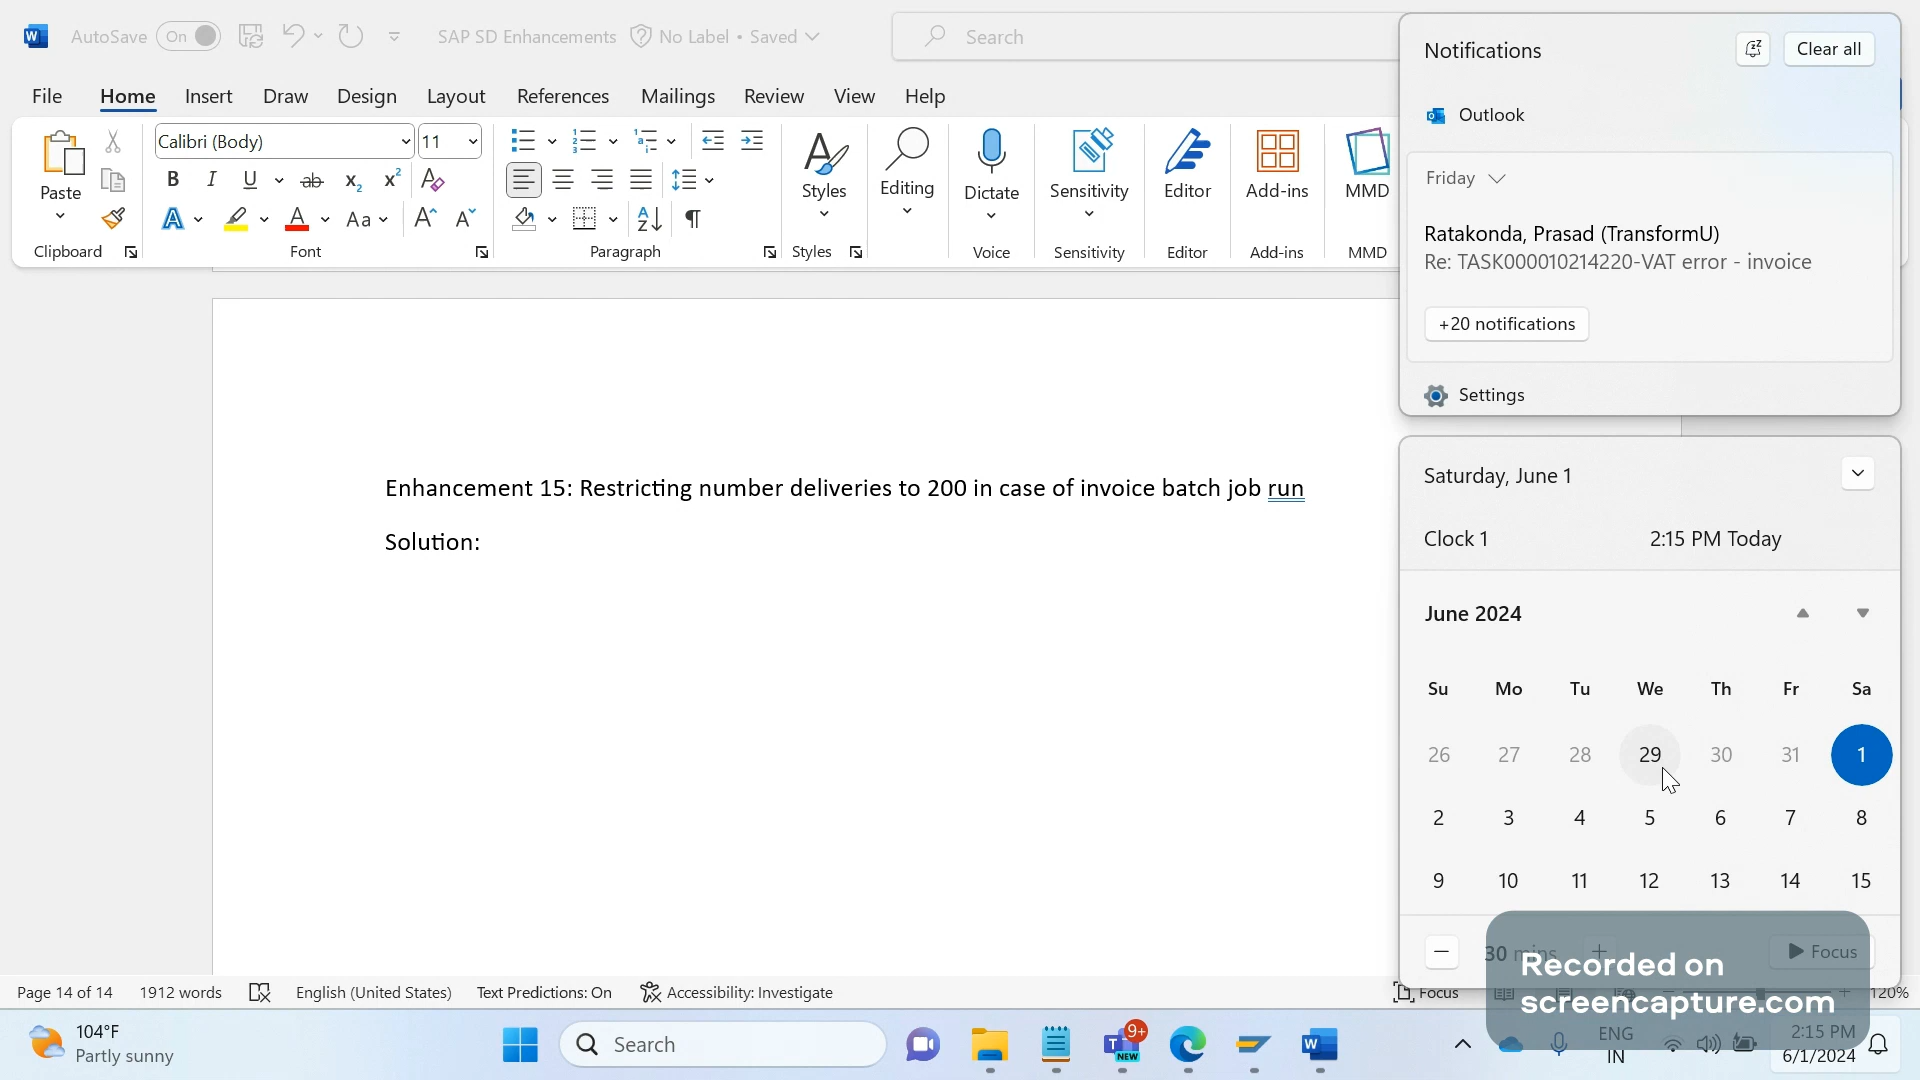 AutoSave On
SAP SD Enhancements No Label • Saved
Search
File Home Insert Draw Design Layout References Mailings Review View Help
Paste
Calibri (Body) 11
Styles
Editing
Dictate
Sensitivity
Editor
Add-ins
MMD
Clipboard
Font
Paragraph
Styles
Voice
Sensitivity
Editor
Add-ins
MMD
Enhancement 15: Restricting number deliveries to 200 in case of invoice batch job run
Solution:
Notifications
Clear all
Outlook
Friday
Ratakonda, Prasad (TransformU)
Re: TASK000010214220-VAT error - invoice
+20 notifications
Settings
Saturday, June 1
Clock 1 2:15 PM Today
June 2024
Su Mo Tu We Th Fr Sa
26 27 28 29 30 31 1
2 3 4 5 6 7 8
9 10 11 12 13 14 15
30 mins Focus
Recorded on
screencapture.com
Page 14 of 14 1912 words English (United States) Text Predictions: On Accessibility: Investigate Focus 120%
104°F
Partly sunny
Search
9+
NEW
ENG
IN
2:15 PM
6/1/2024